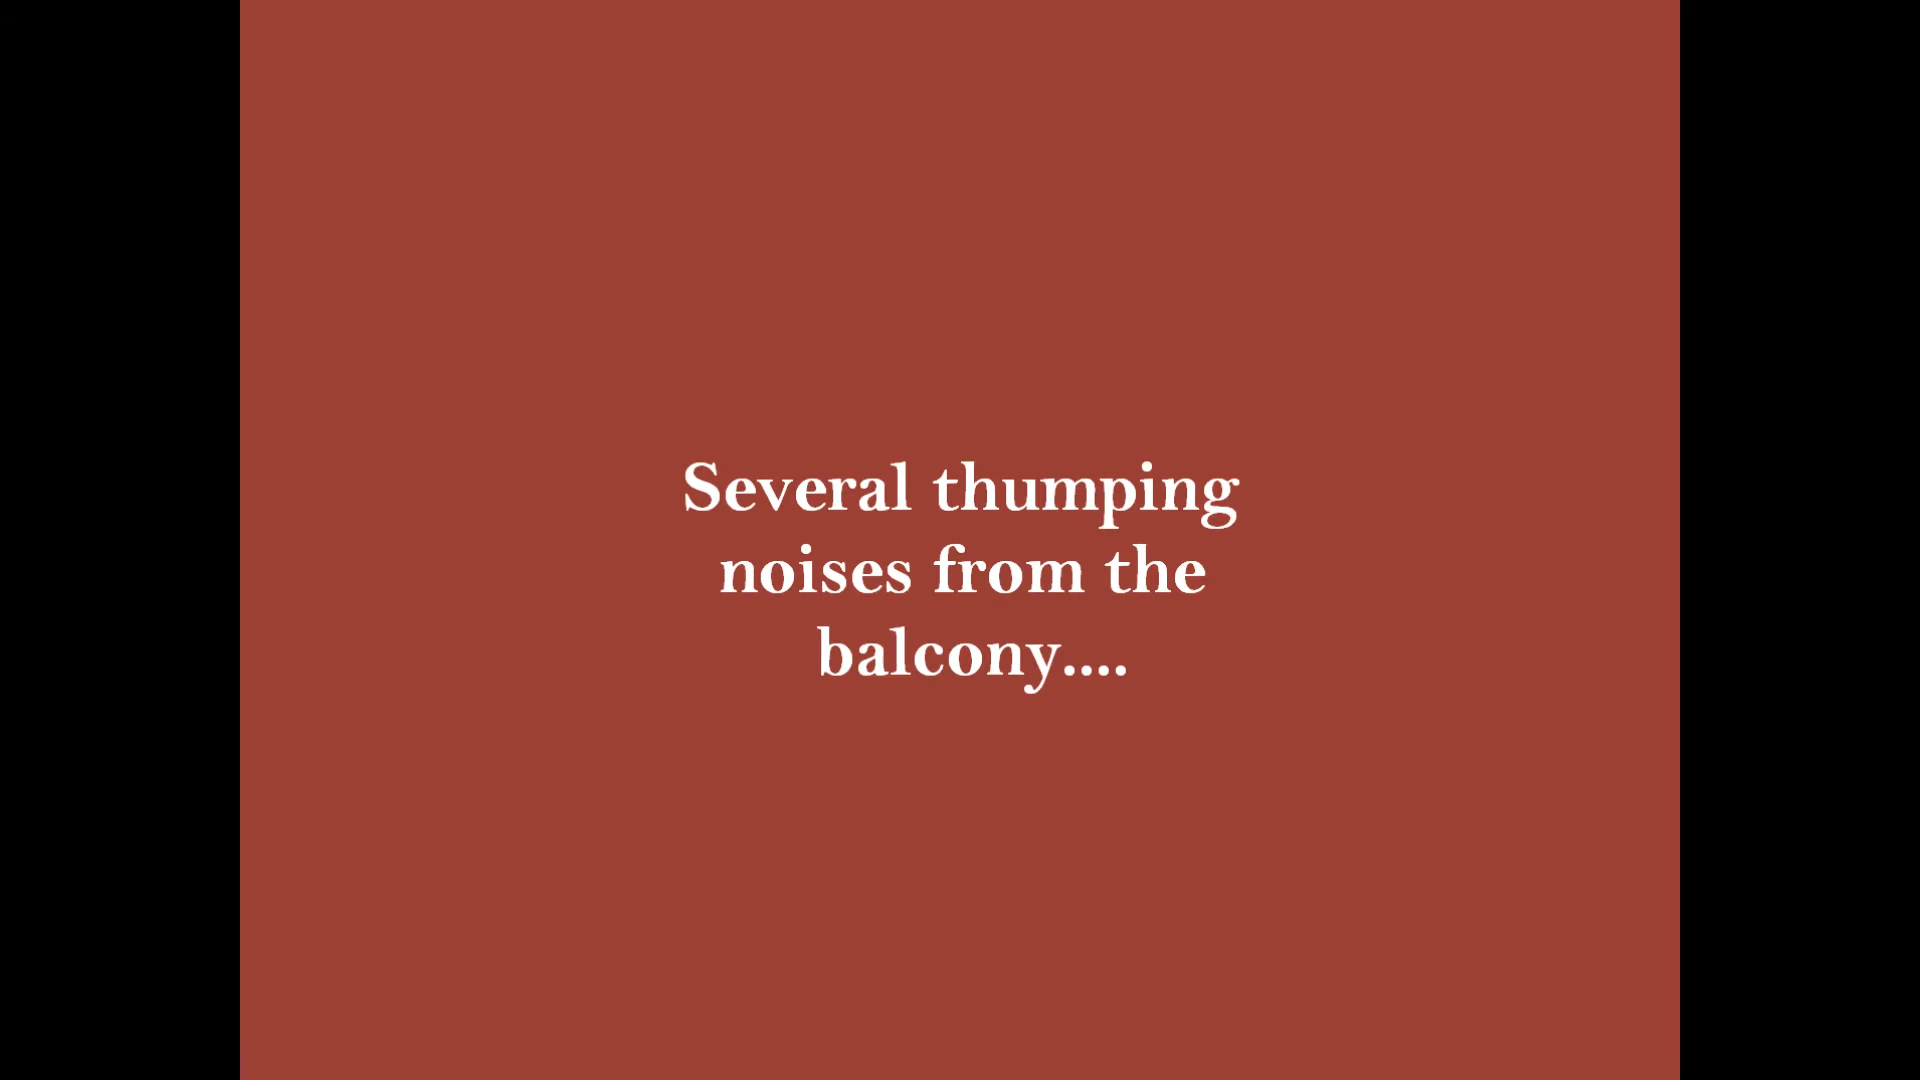 Several thumping
noises from the
balcony....